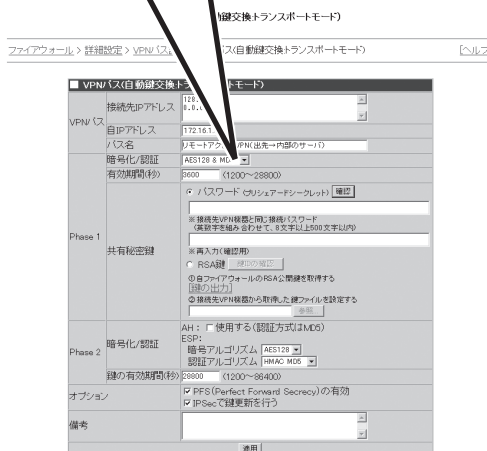 自動鍵交換トランスポートモード)
ファイアウォール > 詳細設定 > VPNパス
パス(自動鍵交換トランスポートモード)
[ヘルプ
■ VPNパス(自動鍵交換トランスポートモード)
VPNパス
接続先IPアドレス
128.
0.0.
自IPアドレス
172.16.1.
パス名
リモートアク VPN(出先→内部のサーバ)
Phase 1
暗号化/認証
AES128 & MD
有効期間(秒)
3600 (1200~28800)
共有秘密鍵
パスワード (プリシェアードシークレット) 確認
※接続先VPN機器と同じ接続パスワード
(英数字を組み合わせて、8文字以上500文字以内)
※再入力(確認用)
RSA鍵 鍵IDの確認
①自ファイアウォールのRSA公開鍵を取得する
[鍵の出力]
②接続先VPN機器から取得した鍵ファイルを設定する
参照...
Phase 2
暗号化/認証
AH: 使用する(認証方式はMD5)
ESP:
暗号アルゴリズム AES128
認証アルゴリズム HMAC MD5
鍵の有効期間(秒) 28800 (1200~86400)
オプション
PFS(Perfect Forward Secrecy)の有効
IPSecで鍵更新を行う
備考
適用